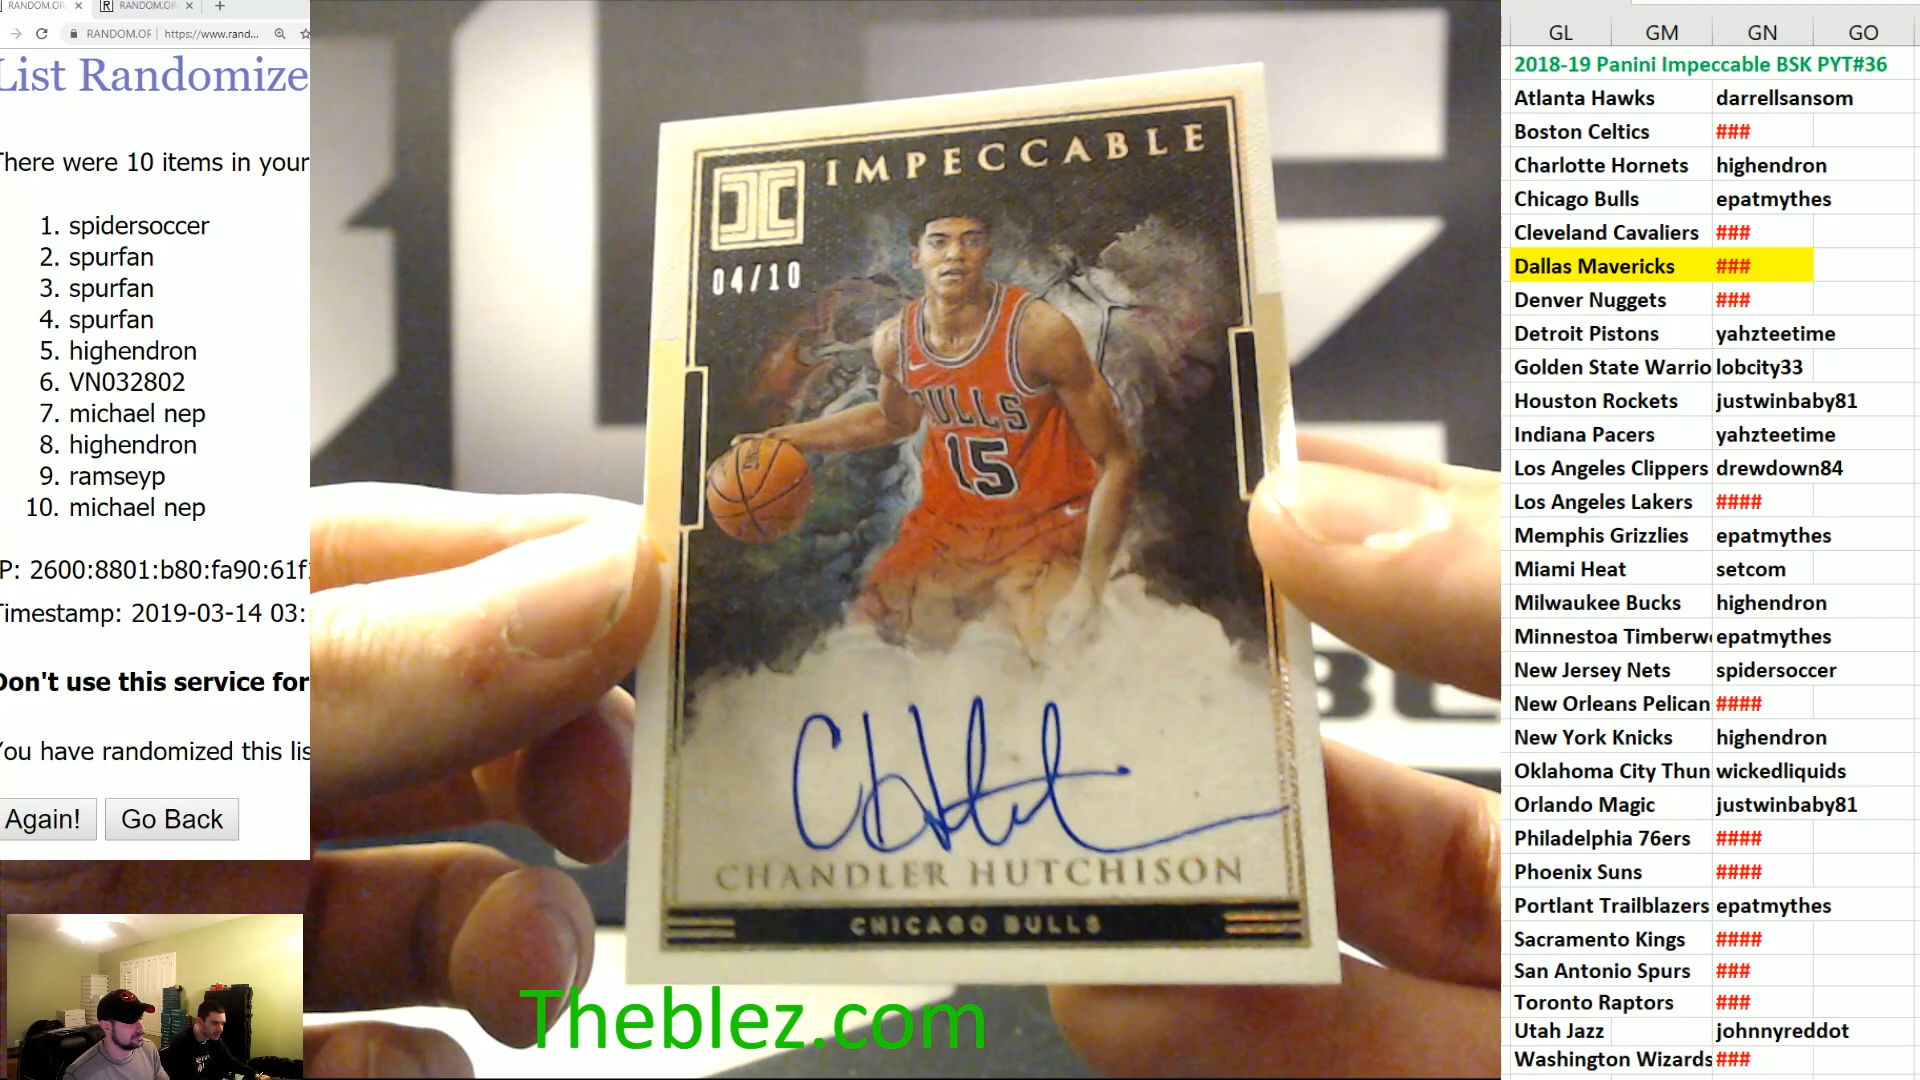 RANDOM.OR
RANDOM.OR
RANDOM.OF | https://www.rand...
List Randomize
There were 10 items in your
1. spidersoccer
2. spurfan
3. spurfan
4. spurfan
5. highendron
6. VN032802
7. michael nep
8. highendron
9. ramseyp
10. michael nep
IP: 2600:8801:b80:fa90:61f
Timestamp: 2019-03-14 03:
Don't use this service for
You have randomized this lis
Again! Go Back
IMPECCABLE
04/10
BULLS
15
CHANDLER HUTCHISON
CHICAGO BULLS
Theblez.com
GL GM GN GO
2018-19 Panini Impeccable BSK PYT#36
Atlanta Hawks darrellsansom
Boston Celtics ###
Charlotte Hornets highendron
Chicago Bulls epatmythes
Cleveland Cavaliers ###
Dallas Mavericks ###
Denver Nuggets ###
Detroit Pistons yahzteetime
Golden State Warrio lobcity33
Houston Rockets justwinbaby81
Indiana Pacers yahzteetime
Los Angeles Clippers drewdown84
Los Angeles Lakers ####
Memphis Grizzlies epatmythes
Miami Heat setcom
Milwaukee Bucks highendron
Minnestoa Timberw epatmythes
New Jersey Nets spidersoccer
New Orleans Pelican ####
New York Knicks highendron
Oklahoma City Thun wickedliquids
Orlando Magic justwinbaby81
Philadelphia 76ers ####
Phoenix Suns ####
Portlant Trailblazers epatmythes
Sacramento Kings ####
San Antonio Spurs ###
Toronto Raptors ###
Utah Jazz johnnyreddot
Washington Wizards ###